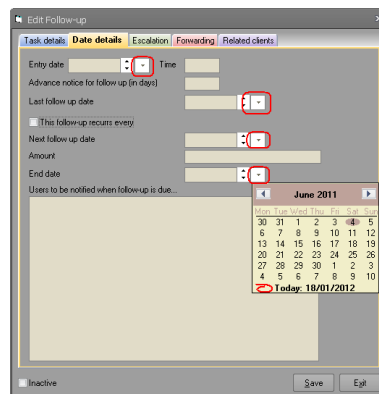 Edit Follow-up
Task details Date details Escalation Forwarding Related clients
Entry date Time
Advance notice for follow up (in days)
Last follow up date
This follow-up recurrs every
Next follow up date
Amount
End date
Users to be notified when follow-up is due...
June 2011
Mon Tue Wed Thu Fri Sat Sun
30 31 1 2 3 4 5
6 7 8 9 10 11 12
13 14 15 16 17 18 19
20 21 22 23 24 25 26
27 28 29 30 1 2 3
4 5 6 7 8 9 10
Today: 18/01/2012
Inactive Save Exit